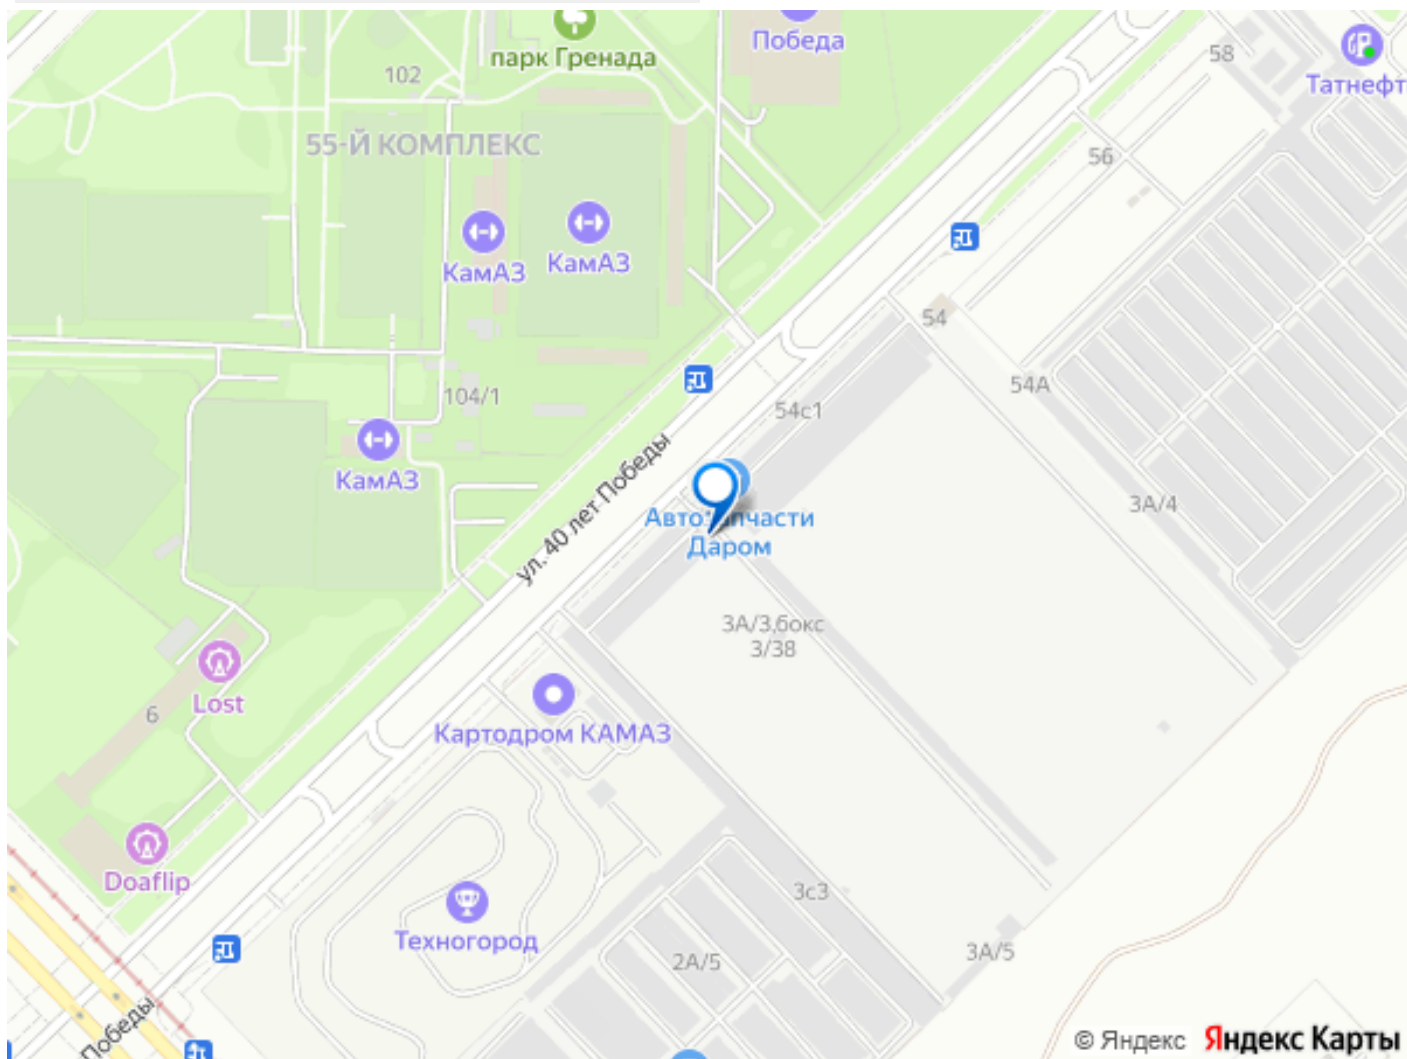 парк Гренада
Победа
58
Татнефт
102
55-Й КОМПЛЕКС
56
КамАЗ
КамАЗ
54
54А
104/1
54с1
КамАЗ
ул. 40 лет Победы
3А/4
Автозапчасти
Даром
3А/3,бокс
3/38
Lost
6
Картодром КАМАЗ
Doaflip
3с3
Техногород
2А/5
3А/5
Победы
© Яндекс Яндекс Карты